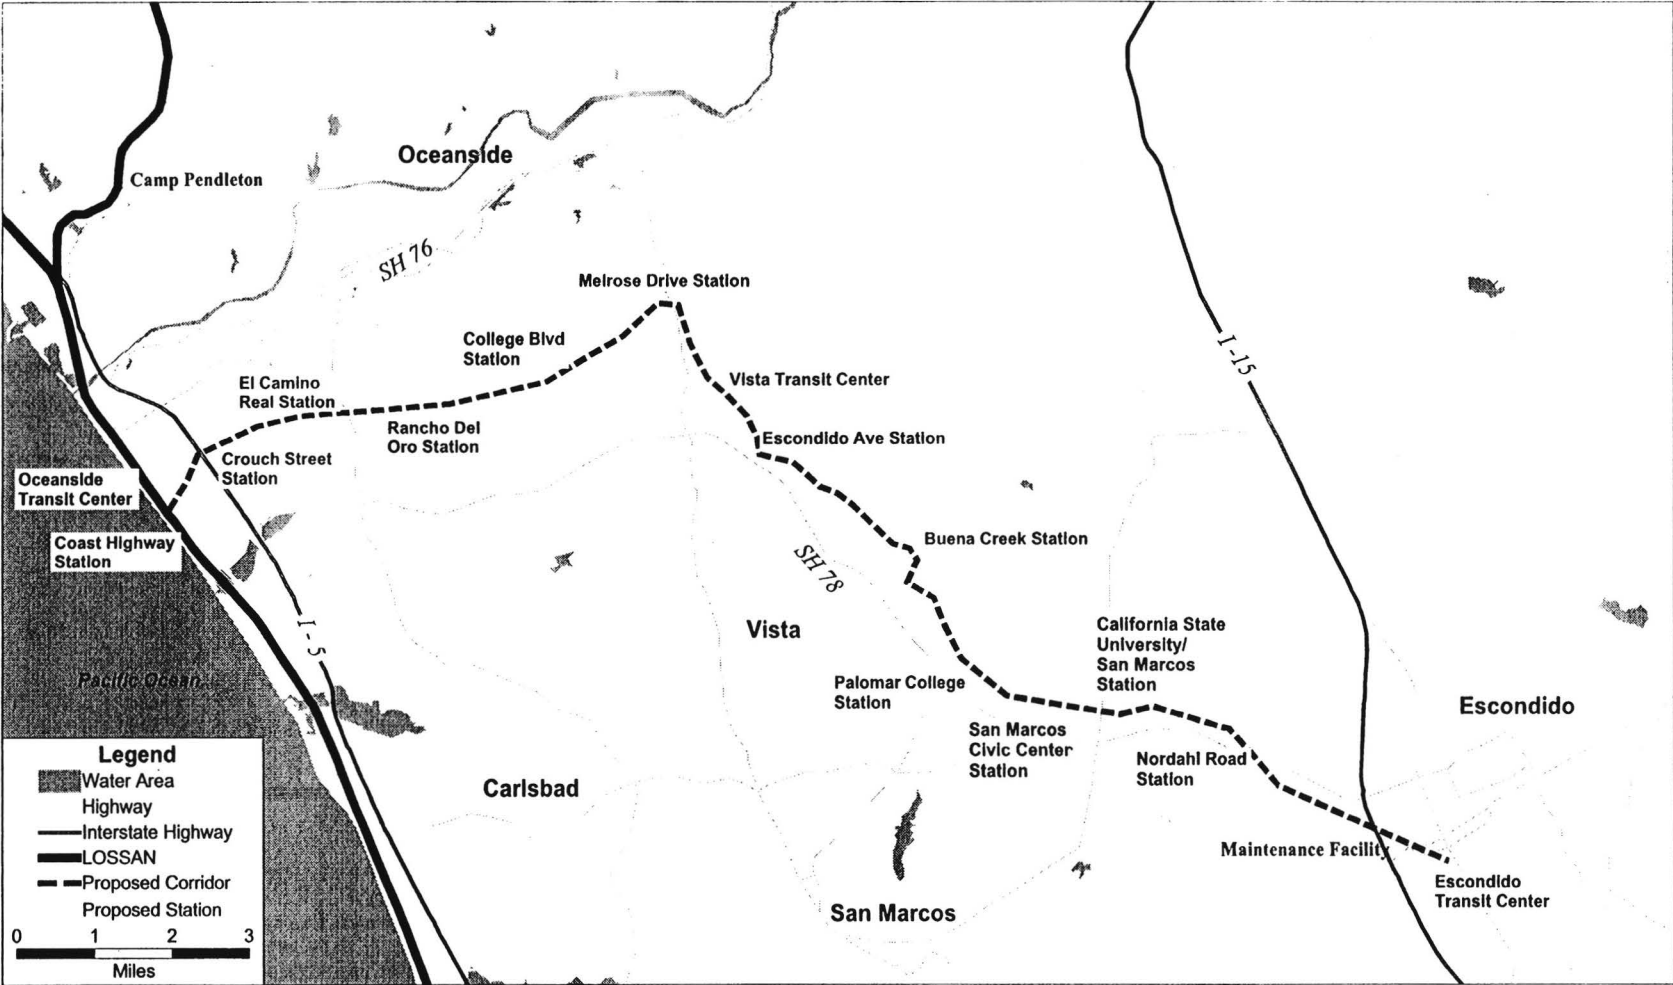 Oceanside
Camp Pendleton
SH 76
Melrose Drive Station
College Blvd
Station
I-15
El Camino
Real Station
Vista Transit Center
Rancho Del
Oro Station
Escondido Ave Station
Crouch Street
Station
Oceanside
Transit Center
Coast Highway
Station
Buena Creek Station
SH 78
I-5
Vista
California State
University/
San Marcos
Station
Pacific Ocean
Palomar College
Station
Escondido
San Marcos
Civic Center
Station
Nordahl Road
Station
Carlsbad
Maintenance Facility
Escondido
Transit Center
San Marcos
Legend
Water Area
Highway
Interstate Highway
LOSSAN
Proposed Corridor
Proposed Station
0 1 2 3
Miles